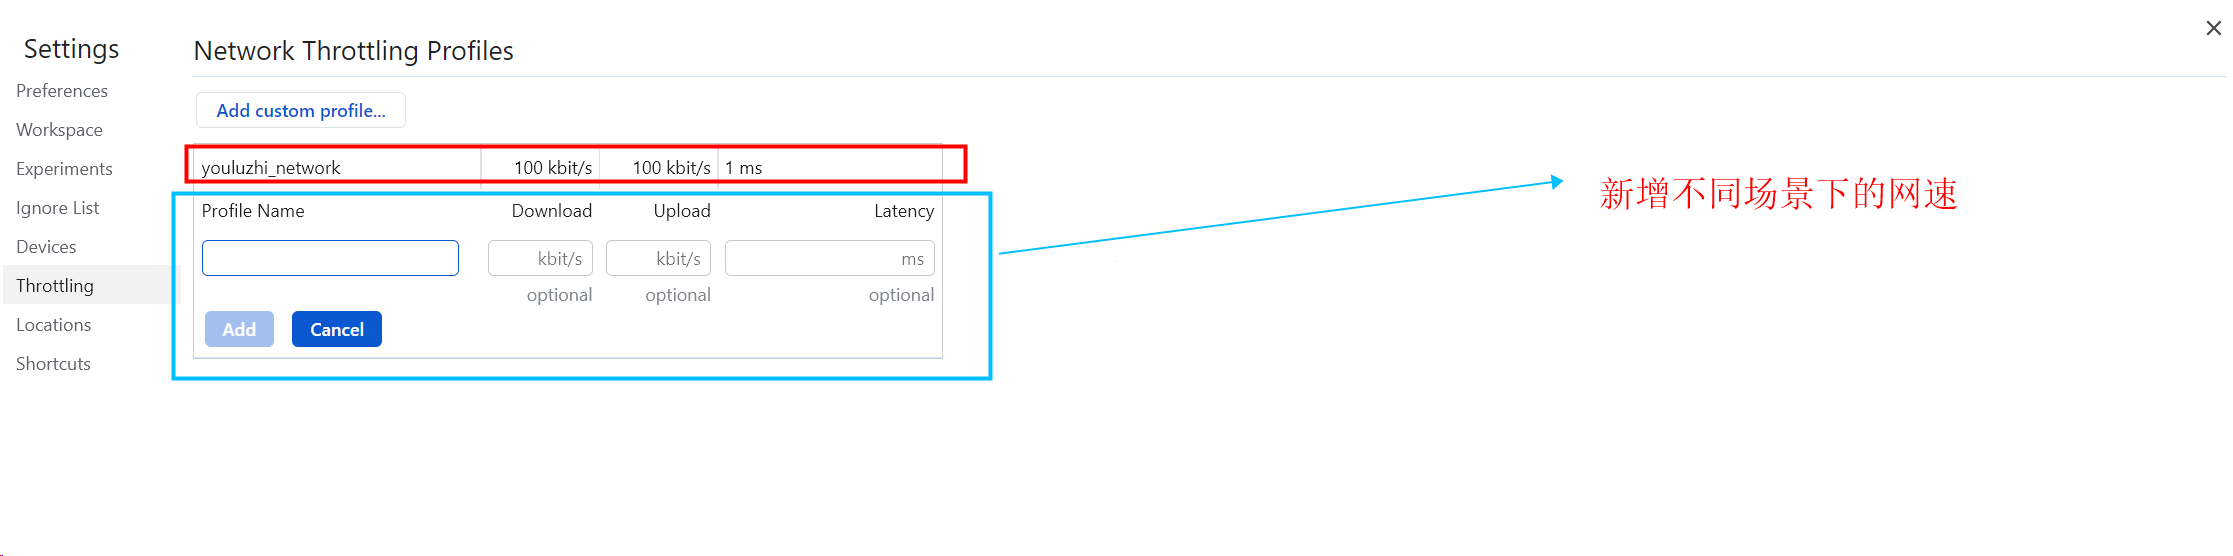 Settings
Preferences
Workspace
Experiments
Ignore List
Devices
Throttling
Locations
Shortcuts
Network Throttling Profiles
Add custom profile...
youluzhi_network 100 kbit/s 100 kbit/s 1 ms
Profile Name Download Upload Latency
kbit/s kbit/s ms
optional optional optional
Add Cancel
新增不同场景下的网速